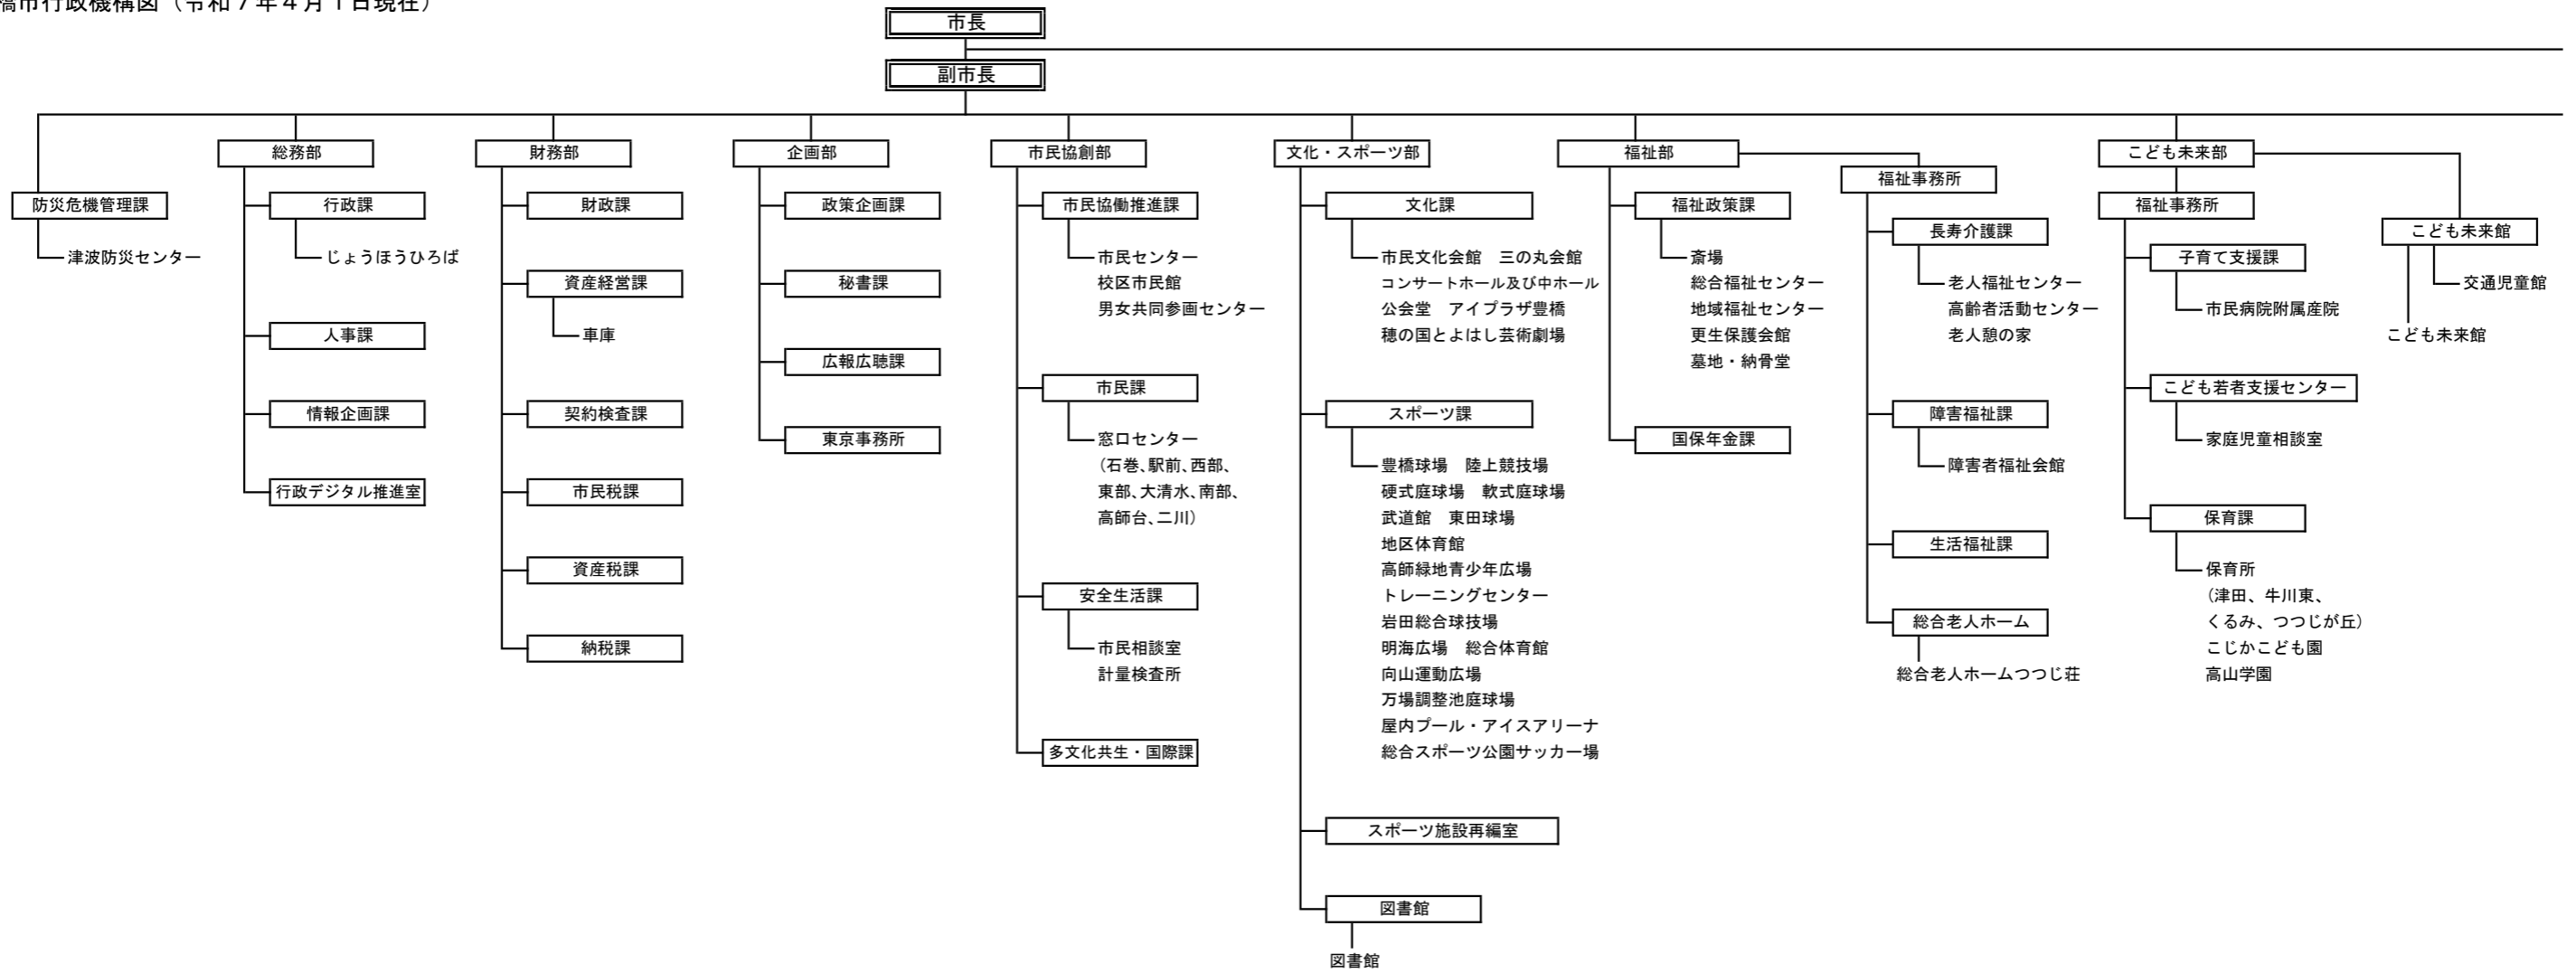 橋市行政機構図（令和７年４月１日現在）
市長
副市長
防災危機管理課
津波防災センター
総務部
行政課
じょうほうひろば
人事課
情報企画課
行政デジタル推進室
財務部
財政課
資産経営課
車庫
契約検査課
市民税課
資産税課
納税課
企画部
政策企画課
秘書課
広報広聴課
東京事務所
市民協創部
市民協働推進課
市民センター
校区市民館
男女共同参画センター
市民課
窓口センター
（石巻､駅前､西部､
東部､大清水､南部､
高師台､二川）
安全生活課
市民相談室
計量検査所
多文化共生・国際課
文化・スポーツ部
文化課
市民文化会館　三の丸会館
コンサートホール及び中ホール
公会堂　アイプラザ豊橋
穂の国とよはし芸術劇場
スポーツ課
豊橋球場　陸上競技場
硬式庭球場　軟式庭球場
武道館　東田球場
地区体育館
高師緑地青少年広場
トレーニングセンター
岩田総合球技場
明海広場　総合体育館
向山運動広場
万場調整池庭球場
屋内プール・アイスアリーナ
総合スポーツ公園サッカー場
スポーツ施設再編室
図書館
図書館
福祉部
福祉政策課
斎場
総合福祉センター
地域福祉センター
更生保護会館
墓地・納骨堂
国保年金課
福祉事務所
長寿介護課
老人福祉センター
高齢者活動センター
老人憩の家
障害福祉課
障害者福祉会館
生活福祉課
総合老人ホーム
総合老人ホームつつじ荘
こども未来部
福祉事務所
子育て支援課
市民病院附属産院
こども若者支援センター
家庭児童相談室
保育課
保育所
（津田、牛川東、
くるみ、つつじが丘）
こじかこども園
高山学園
こども未来館
交通児童館
こども未来館